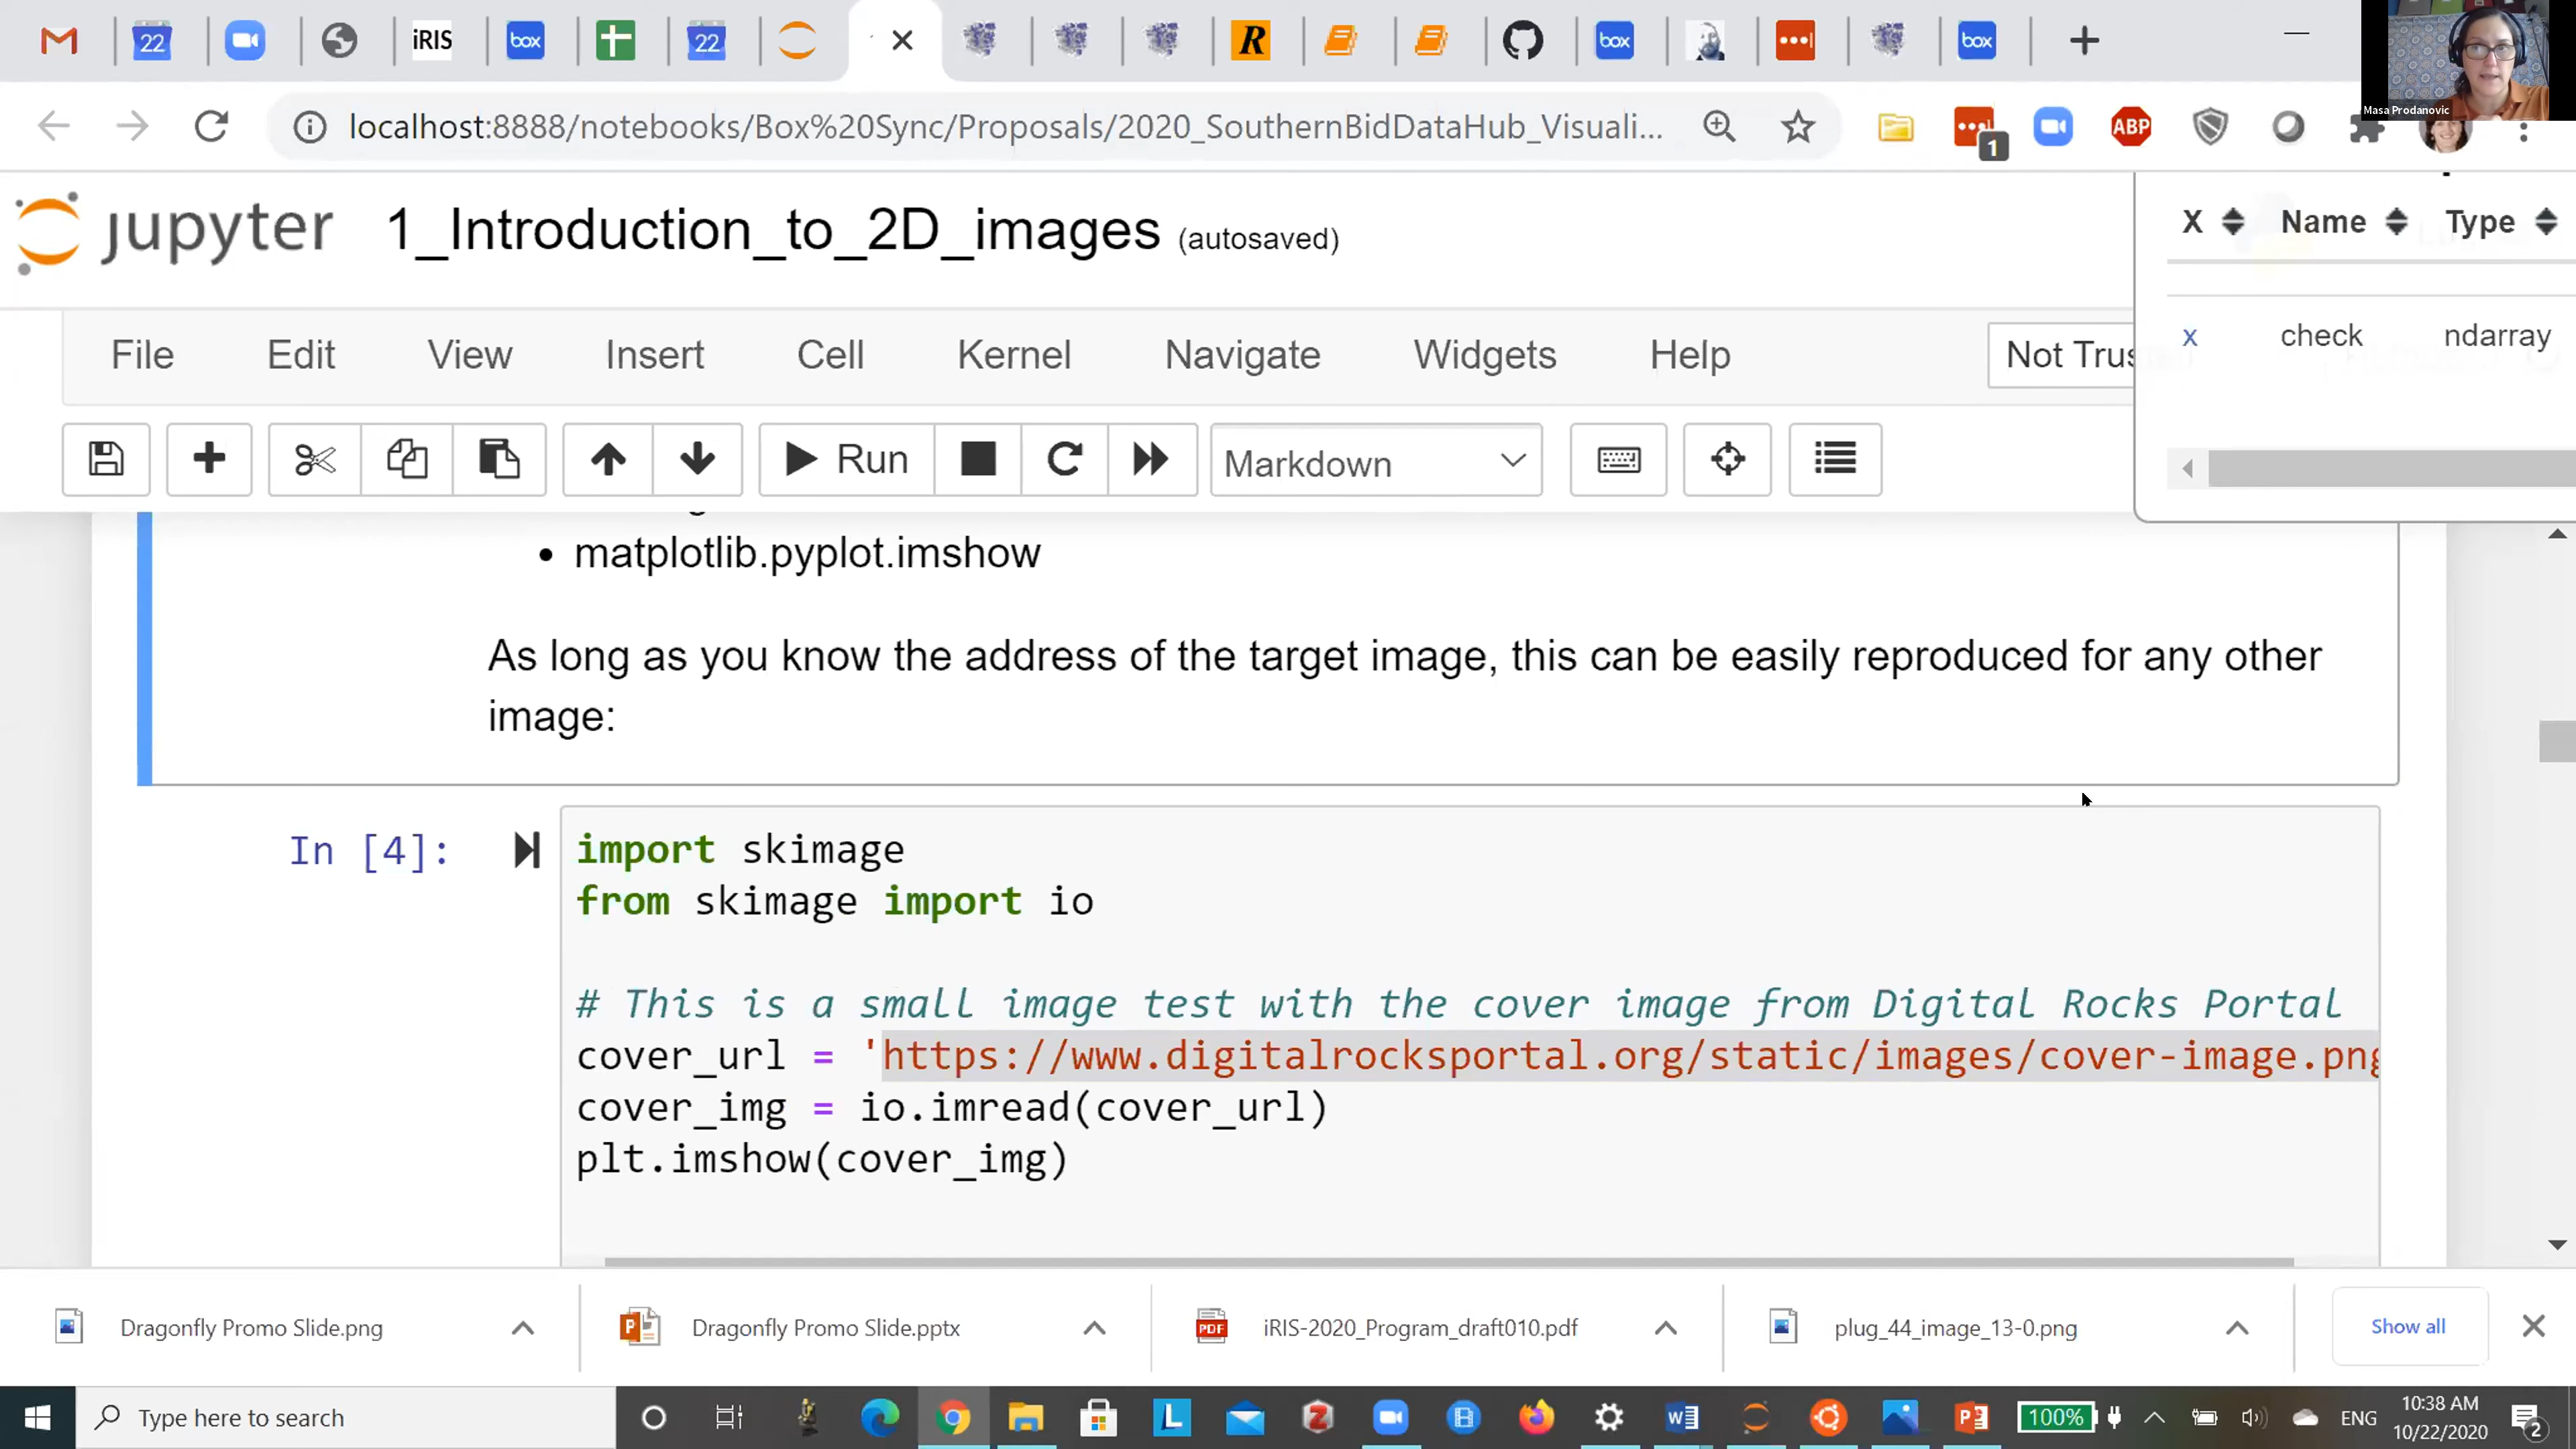 22
iRIS
box
22
R
box
box
localhost:8888/notebooks/Box%20Sync/Proposals/2020_SouthernBidDataHub_Visuali...
1
ABP
Masa Prodanovic
jupyter 1_Introduction_to_2D_images (autosaved)
X Name Type
x check ndarray
File Edit View Insert Cell Kernel Navigate Widgets Help
Not Trus
Run
Markdown
• matplotlib.pyplot.imshow
As long as you know the address of the target image, this can be easily reproduced for any other
image:
In [4]:
import skimage
from skimage import io
# This is a small image test with the cover image from Digital Rocks Portal
cover_url = 'https://www.digitalrocksportal.org/static/images/cover-image.png
cover_img = io.imread(cover_url)
plt.imshow(cover_img)
Dragonfly Promo Slide.png
Dragonfly Promo Slide.pptx
PDF
iRIS-2020_Program_draft010.pdf
plug_44_image_13-0.png
Show all
Type here to search
100%
ENG
10:38 AM
10/22/2020
2